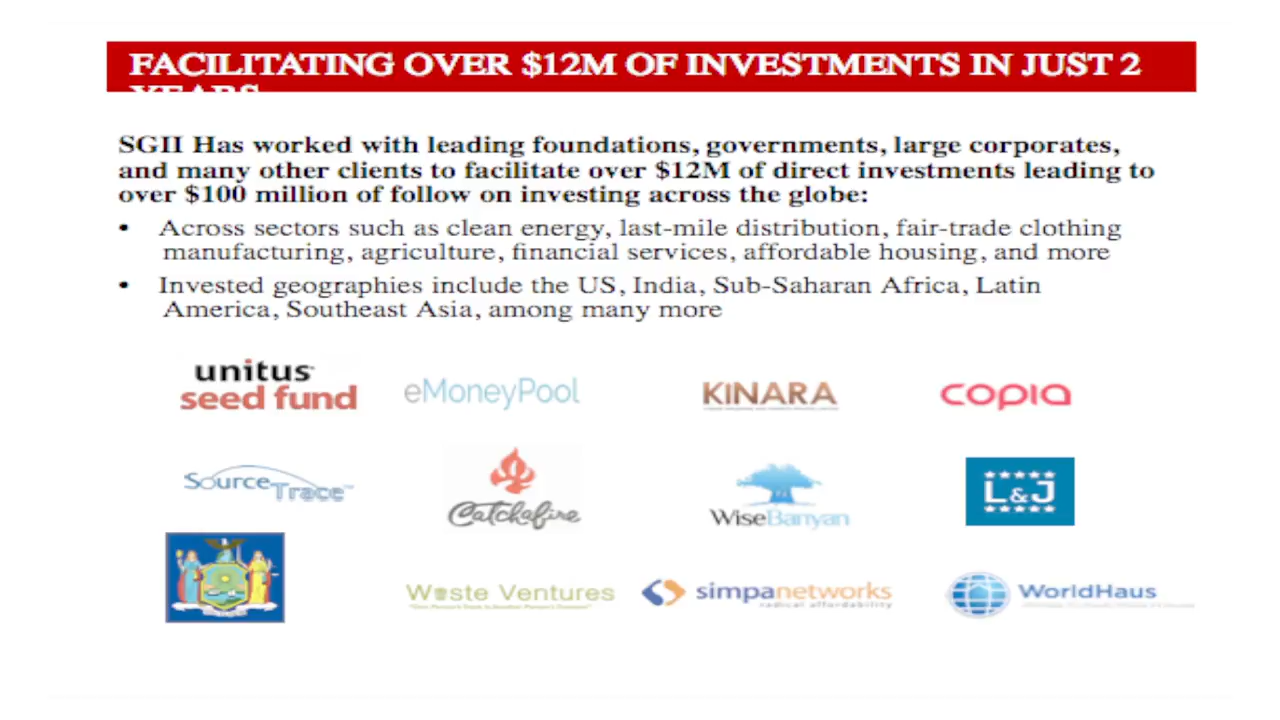 FACILITATING OVER $12M OF INVESTMENTS IN JUST 2
YEARS
SGII Has worked with leading foundations, governments, large corporates,
and many other clients to facilitate over $12M of direct investments leading to
over $100 million of follow on investing across the globe:
• Across sectors such as clean energy, last-mile distribution, fair-trade clothing
manufacturing, agriculture, financial services, affordable housing, and more
• Invested geographies include the US, India, Sub-Saharan Africa, Latin
America, Southeast Asia, among many more
unitus
seed fund
eMoneyPool
KINARA
copia
SourceTrace™
Catchafire
WiseBanyan
L&J
Waste Ventures
simpanetworks
radical affordability
WorldHaus